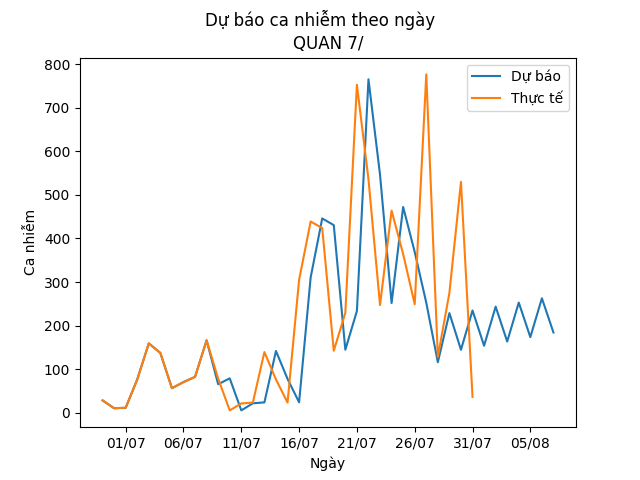 Dự báo ca nhiễm theo ngày
QUAN 7/
800
700
600
500
400
300
200
100
0
Ca nhiễm
Dự báo
Thực tế
01/07 06/07 11/07 16/07 21/07 26/07 31/07 05/08
Ngày